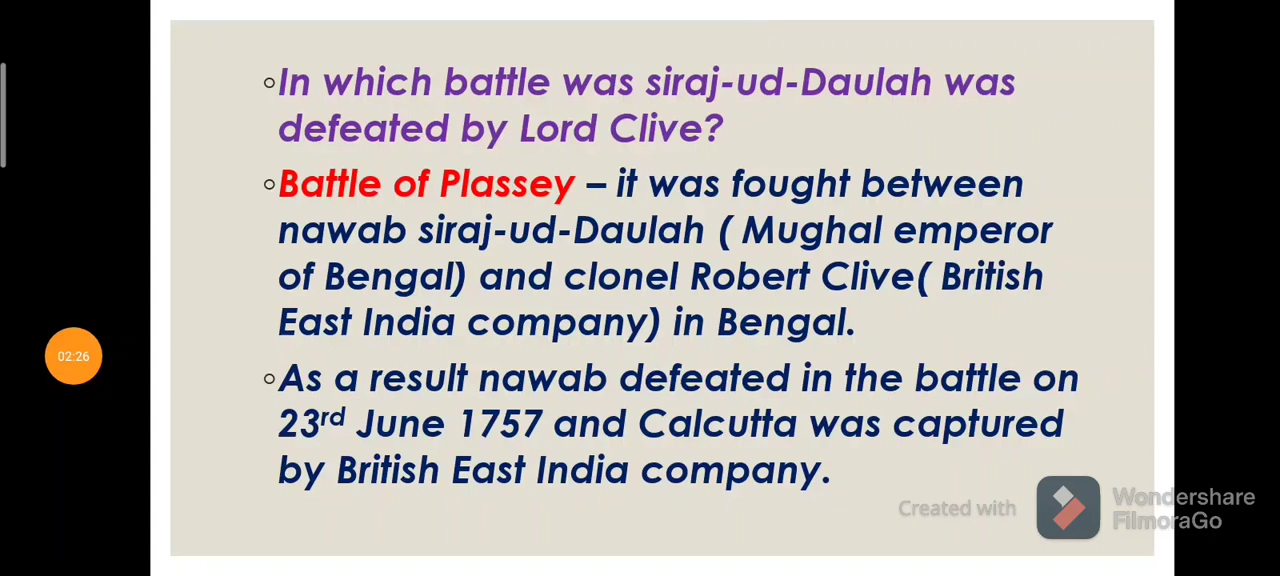 In which battle was siraj-ud-Daulah was
defeated by Lord Clive?
Battle of Plassey – it was fought between
nawab siraj-ud-Daulah ( Mughal emperor
of Bengal) and clonel Robert Clive( British
East India company) in Bengal.
As a result nawab defeated in the battle on
23rd June 1757 and Calcutta was captured
by British East India company.
02:26
Created with
Wondershare
FilmoraGo